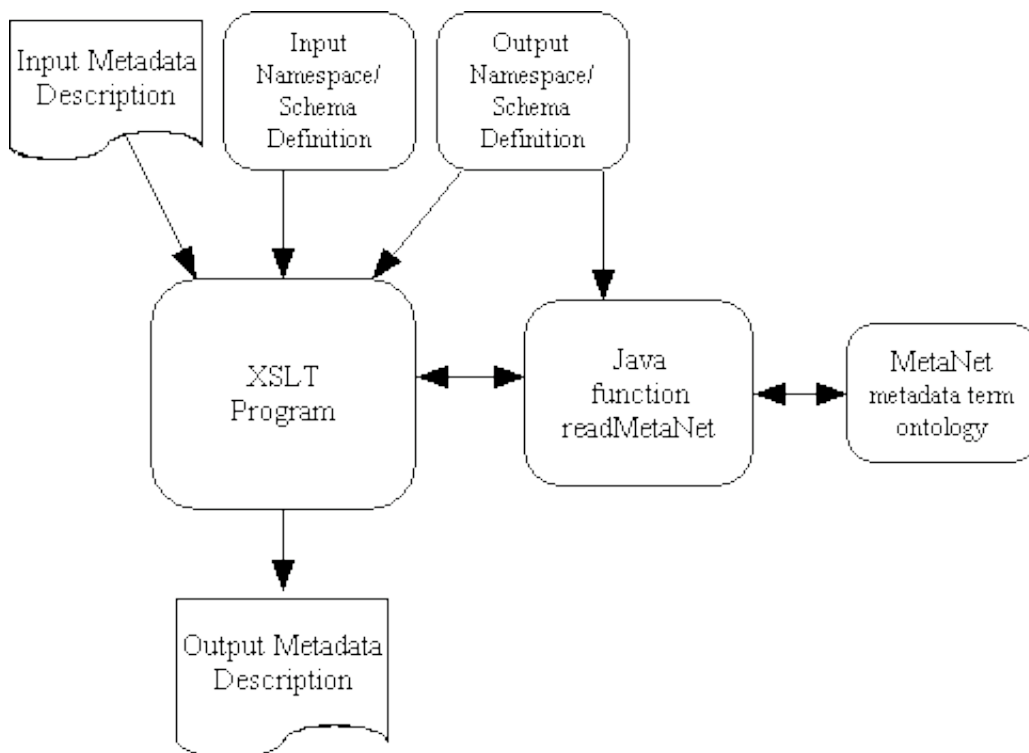 Input Metadata
Description
Input
Namespace/
Schema
Definition
Output
Namespace/
Schema
Definition
XSLT
Program
Java
function
readMetaNet
MetaNet
metadata term
ontology
Output Metadata
Description